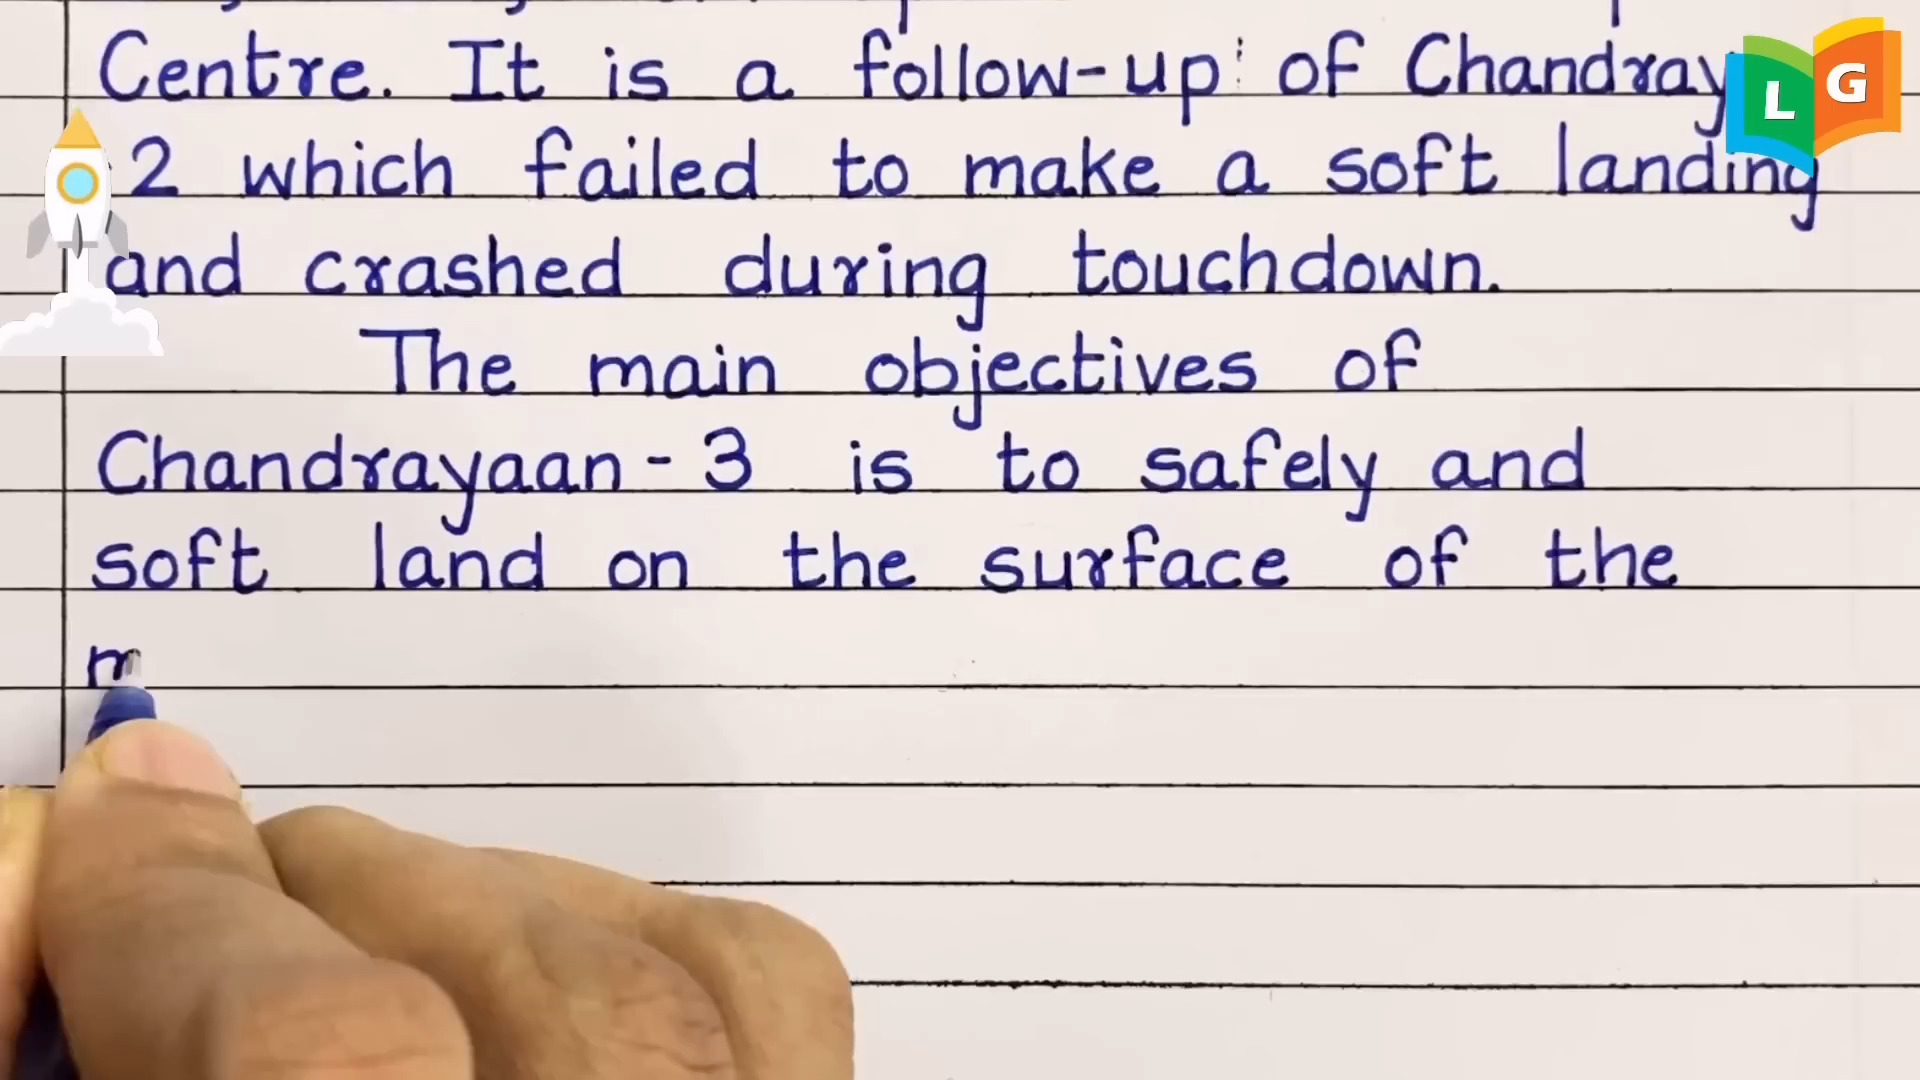 Centre. It is a follow-up of Chandray
2 which failed to make a soft landing
and crashed during touchdown.
The main objectives of
Chandrayaan-3 is to safely and
soft land on the surface of the
m
L G